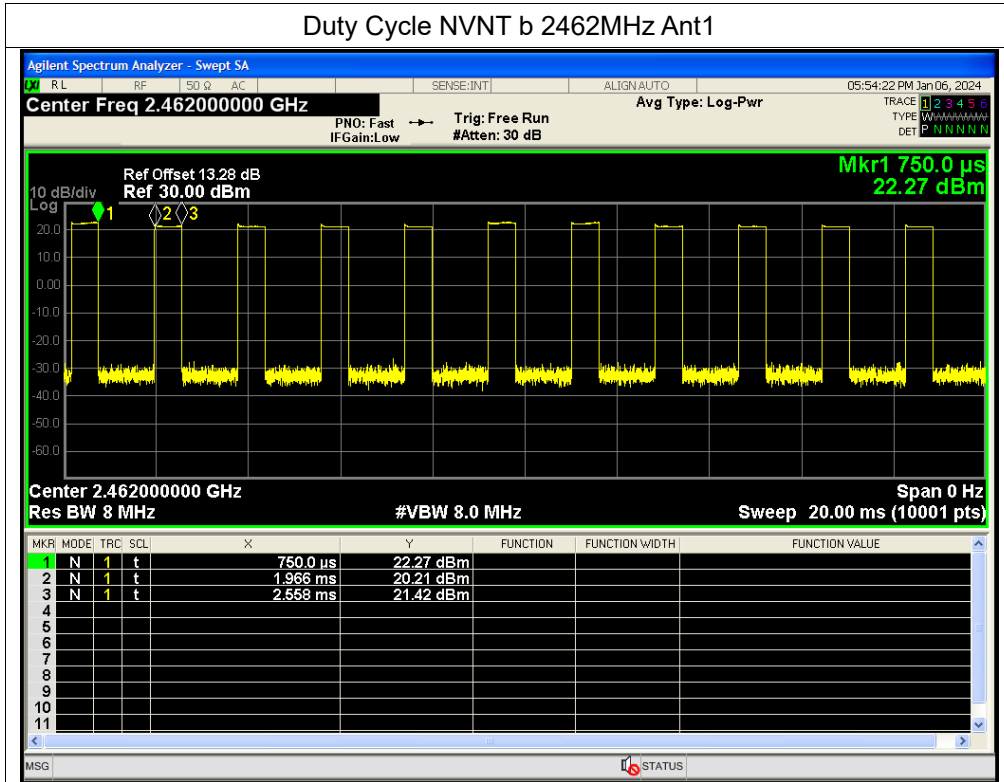 Duty Cycle NVNT b 2462MHz Ant1
Agilent Spectrum Analyzer - Swept SA
LXI RL RF 50 Ω AC SENSE:INT ALIGNAUTO 05:54:22 PM Jan 06, 2024
Center Freq 2.462000000 GHz
PNO: Fast
IFGain:Low
Trig: Free Run
#Atten: 30 dB
Avg Type: Log-Pwr
TRACE 1 2 3 4 5 6
TYPE WWWWWW
DET P N N N N N
Mkr1 750.0 µs
22.27 dBm
Ref Offset 13.28 dB
10 dB/div Ref 30.00 dBm
Log
1 2 3
20.0
10.0
0.00
-10.0
-20.0
-30.0
-40.0
-50.0
-60.0
Center 2.462000000 GHz Span 0 Hz
Res BW 8 MHz #VBW 8.0 MHz Sweep 20.00 ms (10001 pts)
MKR MODE TRC SCL X Y FUNCTION FUNCTION WIDTH FUNCTION VALUE
1 N 1 t 750.0 µs 22.27 dBm
2 N 1 t 1.966 ms 20.21 dBm
3 N 1 t 2.558 ms 21.42 dBm
4
5
6
7
8
9
10
11
MSG STATUS